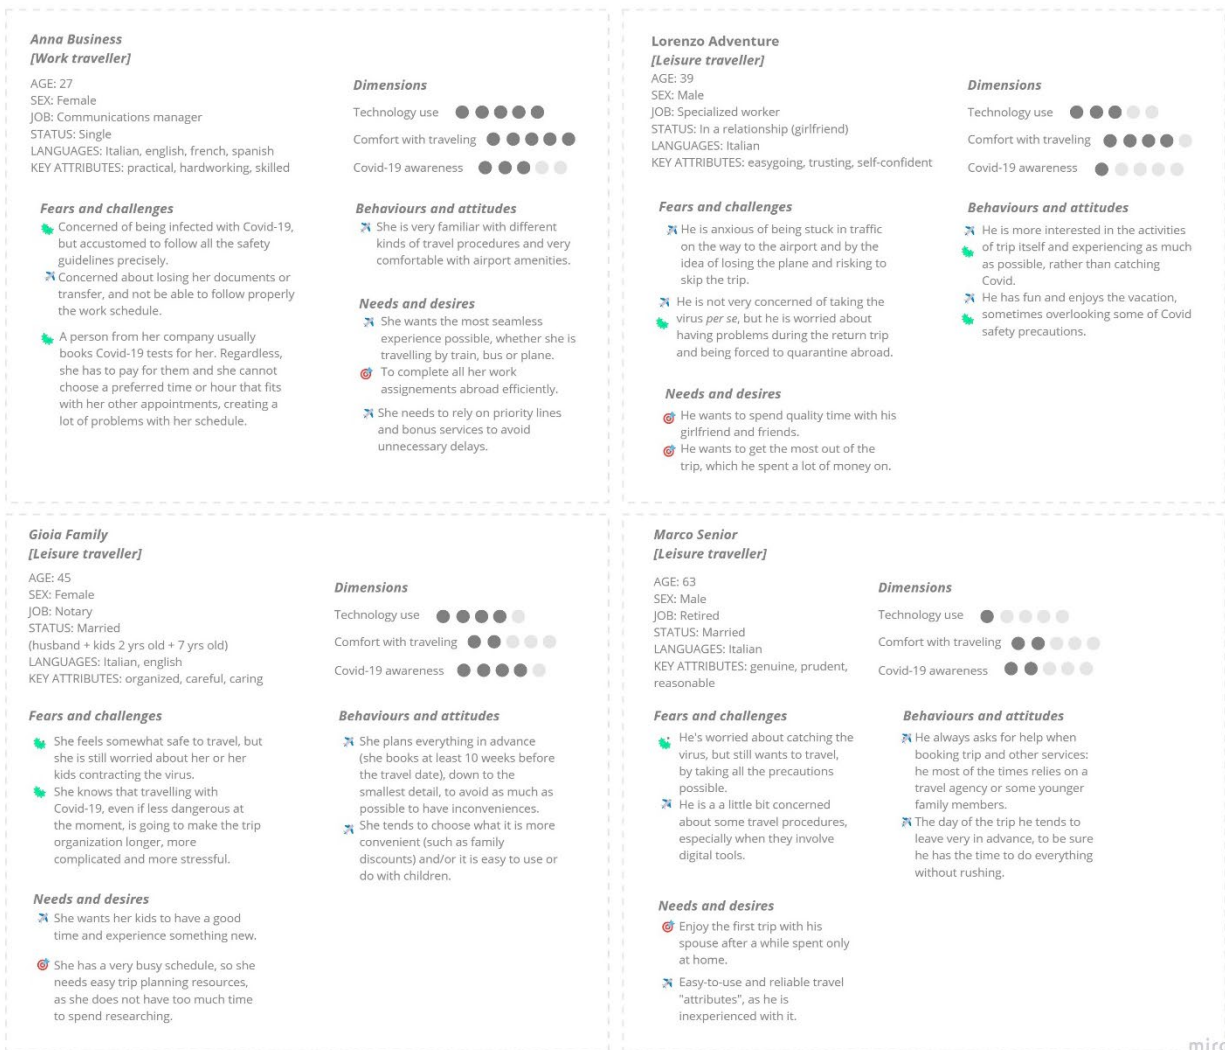 Anna Business
[Work traveller]
AGE: 27
SEX: Female
JOB: Communications manager
STATUS: Single
LANGUAGES: Italian, english, french, spanish
KEY ATTRIBUTES: practical, hardworking, skilled
Dimensions
Technology use
Comfort with traveling
Covid-19 awareness
Fears and challenges
Concerned of being infected with Covid-19,
but accustomed to follow all the safety
guidelines precisely.
Concerned about losing her documents or
transfer, and not be able to follow properly
the work schedule.
A person from her company usually
books Covid-19 tests for her. Regardless,
she has to pay for them and she cannot
choose a preferred time or hour that fits
with her other appointments, creating a
lot of problems with her schedule.
Behaviours and attitudes
She is very familiar with different
kinds of travel procedures and very
comfortable with airport amenities.
Needs and desires
She wants the most seamless
experience possible, whether she is
travelling by train, bus or plane.
To complete all her work
assignements abroad efficiently.
She needs to rely on priority lines
and bonus services to avoid
unnecessary delays.
Lorenzo Adventure
[Leisure traveller]
AGE: 39
SEX: Male
JOB: Specialized worker
STATUS: In a relationship (girlfriend)
LANGUAGES: Italian
KEY ATTRIBUTES: easygoing, trusting, self-confident
Dimensions
Technology use
Comfort with traveling
Covid-19 awareness
Fears and challenges
He is anxious of being stuck in traffic
on the way to the airport and by the
idea of losing the plane and risking to
skip the trip.
He is not very concerned of taking the
virus per se, but he is worried about
having problems during the return trip
and being forced to quarantine abroad.
Needs and desires
He wants to spend quality time with his
girlfriend and friends.
He wants to get the most out of the
trip, which he spent a lot of money on.
Behaviours and attitudes
He is more interested in the activities
of trip itself and experiencing as much
as possible, rather than catching
Covid.
He has fun and enjoys the vacation,
sometimes overlooking some of Covid
safety precautions.
Gioia Family
[Leisure traveller]
AGE: 45
SEX: Female
JOB: Notary
STATUS: Married
(husband + kids 2 yrs old + 7 yrs old)
LANGUAGES: Italian, english
KEY ATTRIBUTES: organized, careful, caring
Dimensions
Technology use
Comfort with traveling
Covid-19 awareness
Fears and challenges
She feels somewhat safe to travel, but
she is still worried about her or her
kids contracting the virus.
She knows that travelling with
Covid-19, even if less dangerous at
the moment, is going to make the trip
organization longer, more
complicated and more stressful.
Needs and desires
She wants her kids to have a good
time and experience something new.
She has a very busy schedule, so she
needs easy trip planning resources,
as she does not have too much time
to spend researching.
Behaviours and attitudes
She plans everything in advance
(she books at least 10 weeks before
the travel date), down to the
smallest detail, to avoid as much as
possible to have inconveniences.
She tends to choose what it is more
convenient (such as family
discounts) and/or it is easy to use or
do with children.
Marco Senior
[Leisure traveller]
AGE: 63
SEX: Male
JOB: Retired
STATUS: Married
LANGUAGES: Italian
KEY ATTRIBUTES: genuine, prudent,
reasonable
Dimensions
Technology use
Comfort with traveling
Covid-19 awareness
Fears and challenges
He's worried about catching the
virus, but still wants to travel,
by taking all the precautions
possible.
He is a a little bit concerned
about some travel procedures,
especially when they involve
digital tools.
Needs and desires
Enjoy the first trip with his
spouse after a while spent only
at home.
Easy-to-use and reliable travel
"attributes", as he is
inexperienced with it.
Behaviours and attitudes
He always asks for help when
booking trip and other services:
he most of the times relies on a
travel agency or some younger
family members.
The day of the trip he tends to
leave very in advance, to be sure
he has the time to do everything
without rushing.